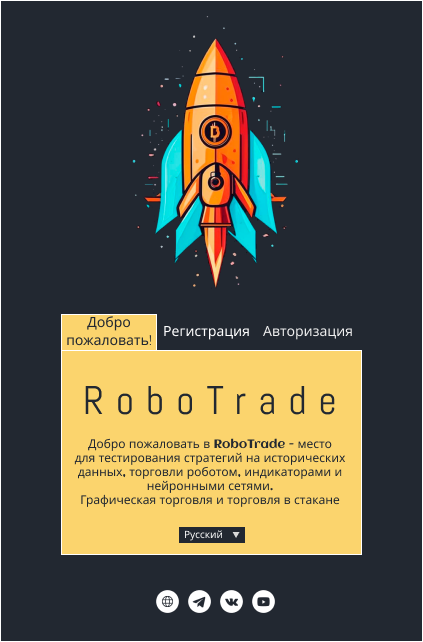 Добро
пожаловать!
Регистрация
Авторизация
RoboTrade
Добро пожаловать в RoboTrade - место
для тестирования стратегий на исторических
данных, торговли роботом, индикаторами и
нейронными сетями.
Графическая торговля и торговля в стакане
Русский